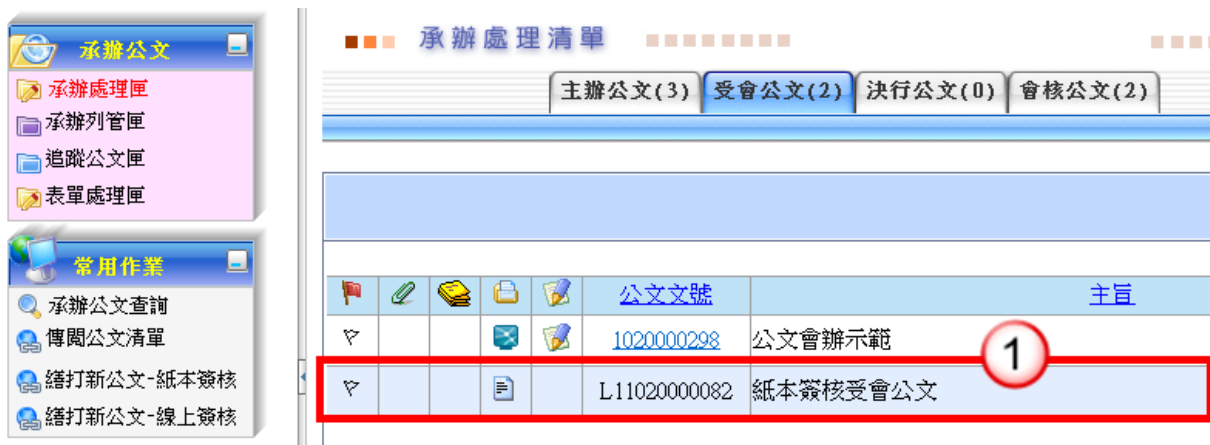 承辦公文
承辦處理匣
承辦列管匣
追蹤公文匣
表單處理匣
常用作業
承辦公文查詢
傳閱公文清單
繕打新公文-紙本簽核
繕打新公文-線上簽核
承辦處理清單
主辦公文(3) 受會公文(2) 決行公文(0) 會核公文(2)
公文文號 主旨
1020000298 公文會辦示範
1
L11020000082 紙本簽核受會公文